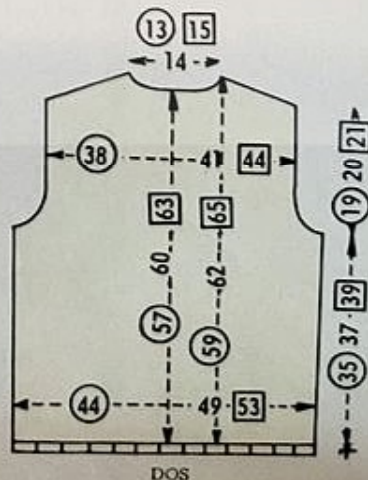 (13) [15]
14
(38) 41 [44]
[63] 60 (57)
[65] 62 (59)
(19) 20 [21]
(35) 37 [39]
(44) 49 [53]
DOS